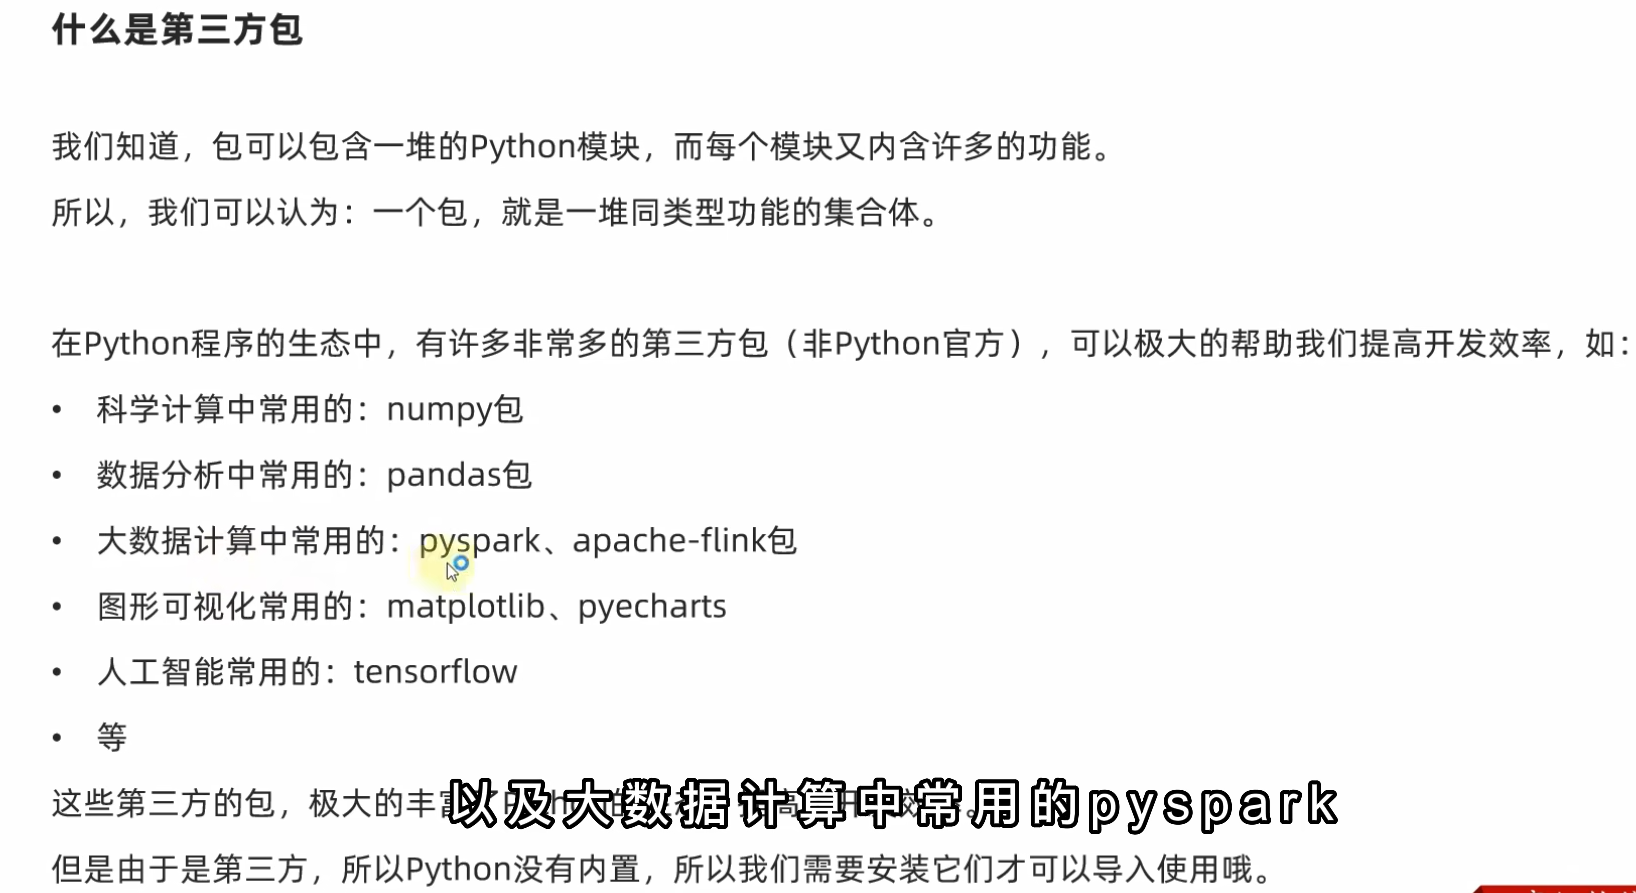 什么是第三方包
我们知道，包可以包含一堆的Python模块，而每个模块又内含许多的功能。
所以，我们可以认为：一个包，就是一堆同类型功能的集合体。
在Python程序的生态中，有许多非常多的第三方包（非Python官方），可以极大的帮助我们提高开发效率，如：
• 科学计算中常用的：numpy包
• 数据分析中常用的：pandas包
• 大数据计算中常用的：pyspark、apache-flink包
• 图形可视化常用的：matplotlib、pyecharts
• 人工智能常用的：tensorflow
• 等
这些第三方的包，极大的丰
以及大数据计算中常用的pyspark
但是由于是第三方，所以Python没有内置，所以我们需要安装它们才可以导入使用哦。